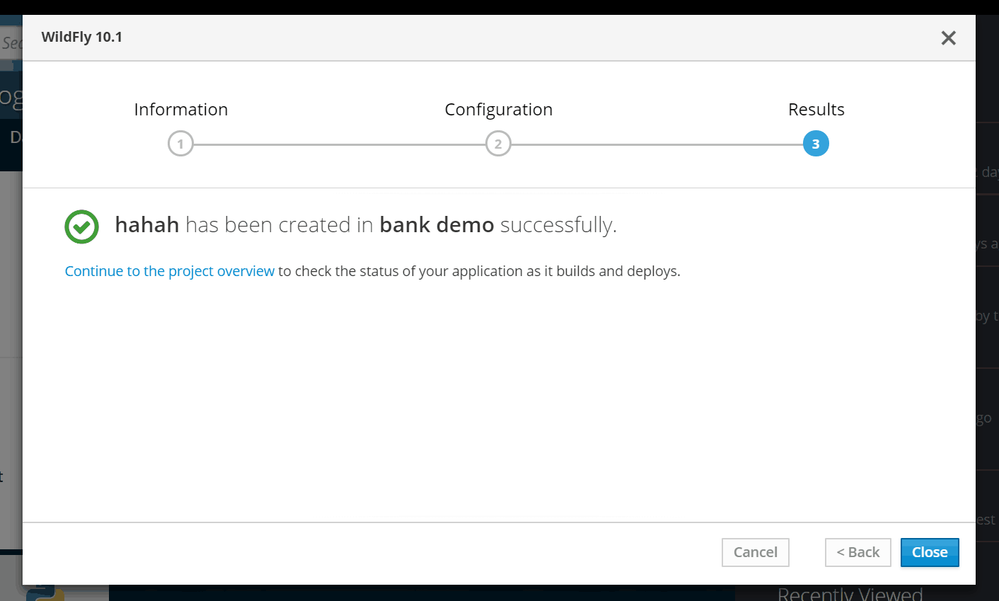 WildFly 10.1
Information
Configuration
Results
1
2
3
hahah has been created in bank demo successfully.
Continue to the project overview to check the status of your application as it builds and deploys.
Cancel
< Back
Close
Recently Viewed